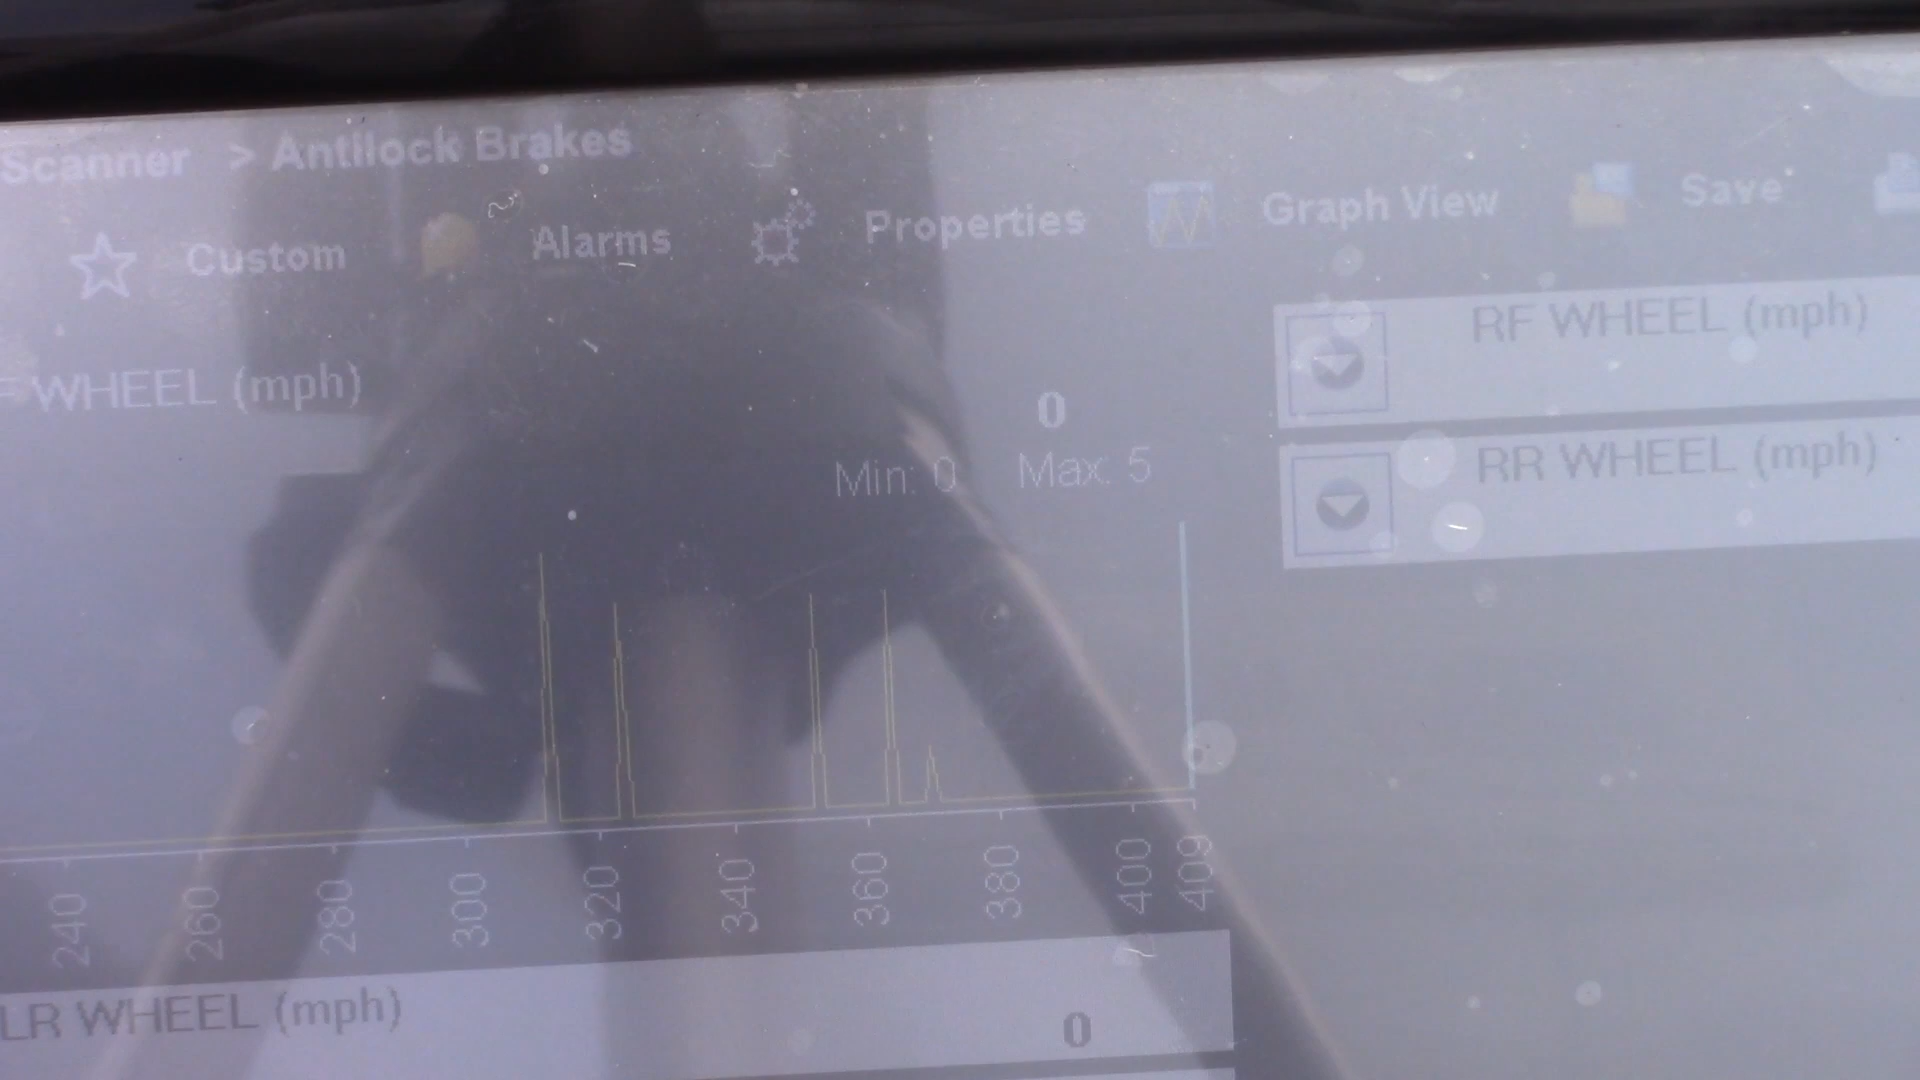 Scanner > Antilock Brakes
Custom Alarms Properties Graph View Save
WHEEL (mph)
0
Min: 0 Max: 5
RF WHEEL (mph)
RR WHEEL (mph)
240 260 280 300 320 340 360 380 400 409
LR WHEEL (mph)
0